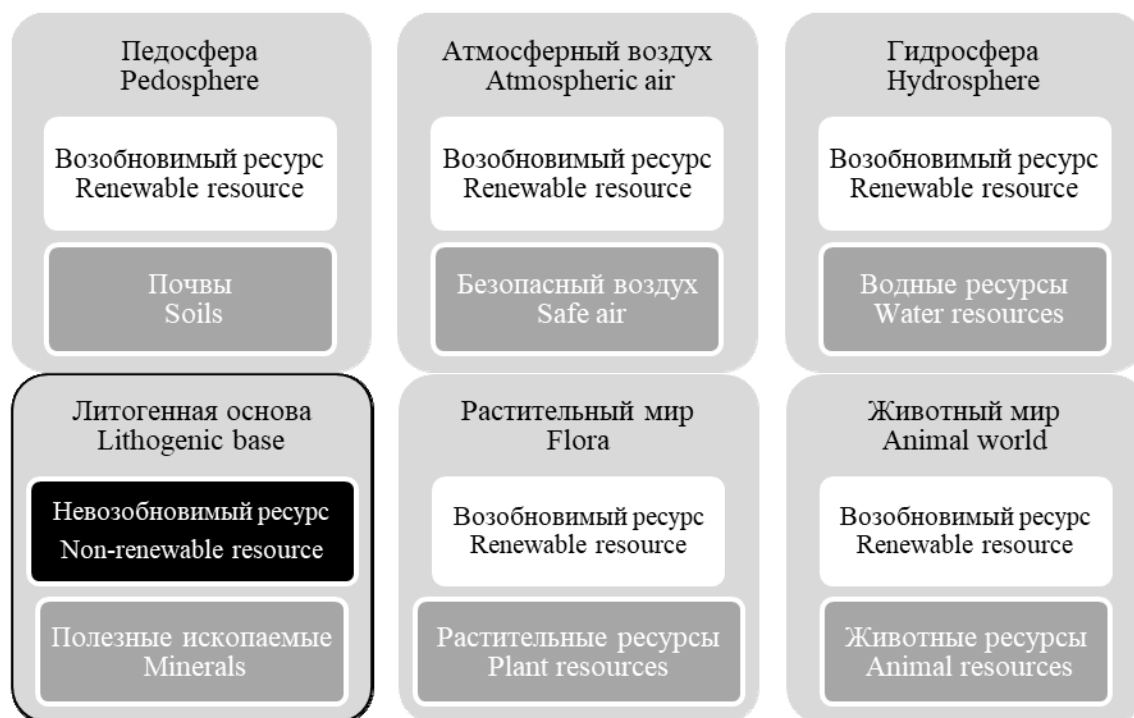 Педосфера
Pedosphere
Возобновимый ресурс
Renewable resource
Почвы
Soils
Атмосферный воздух
Atmospheric air
Возобновимый ресурс
Renewable resource
Безопасный воздух
Safe air
Гидросфера
Hydrosphere
Возобновимый ресурс
Renewable resource
Водные ресурсы
Water resources
Литогенная основа
Lithogenic base
Невозобновимый ресурс
Non-renewable resource
Полезные ископаемые
Minerals
Растительный мир
Flora
Возобновимый ресурс
Renewable resource
Растительные ресурсы
Plant resources
Животный мир
Animal world
Возобновимый ресурс
Renewable resource
Животные ресурсы
Animal resources